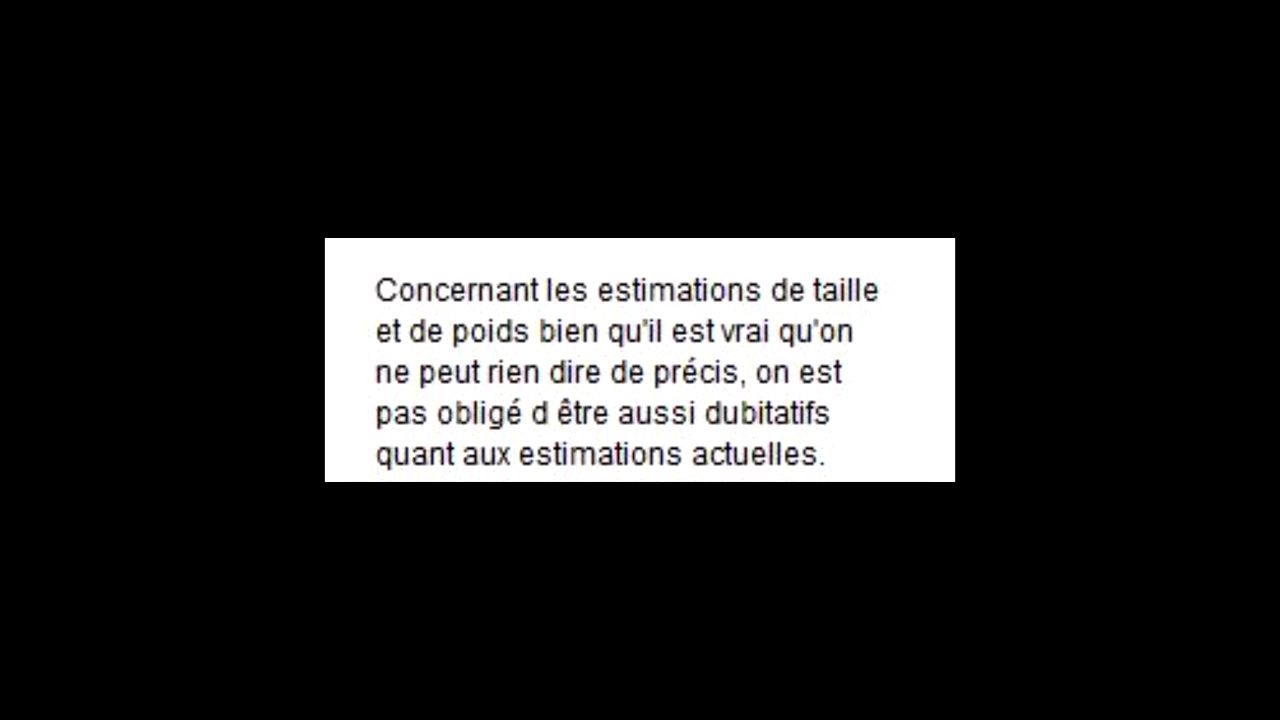 Concernant les estimations de taille
et de poids bien qu'il est vrai qu'on
ne peut rien dire de précis, on est
pas obligé d être aussi dubitatifs
quant aux estimations actuelles.